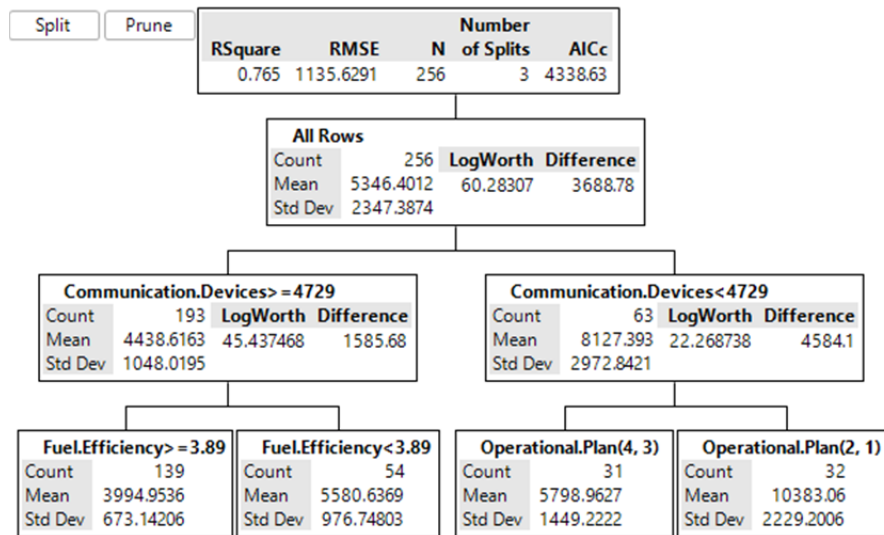 Split Prune
Number
RSquare RMSE N of Splits AICc
0.765 1135.6291 256 3 4338.63
All Rows
Count 256 LogWorth Difference
Mean 5346.4012 60.28307 3688.78
Std Dev 2347.3874
Communication.Devices>=4729
Count 193 LogWorth Difference
Mean 4438.6163 45.437468 1585.68
Std Dev 1048.0195
Communication.Devices<4729
Count 63 LogWorth Difference
Mean 8127.393 22.268738 4584.1
Std Dev 2972.8421
Fuel.Efficiency>=3.89
Count 139
Mean 3994.9536
Std Dev 673.14206
Fuel.Efficiency<3.89
Count 54
Mean 5580.6369
Std Dev 976.74803
Operational.Plan(4, 3)
Count 31
Mean 5798.9627
Std Dev 1449.2222
Operational.Plan(2, 1)
Count 32
Mean 10383.06
Std Dev 2229.2006